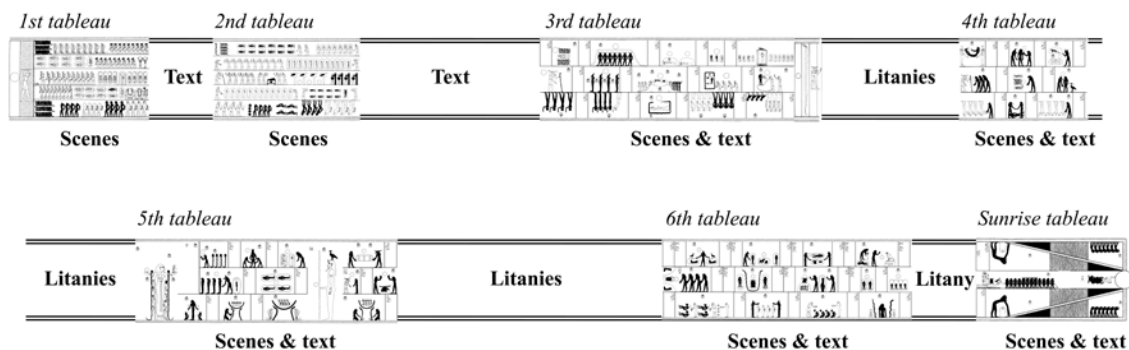 1st tableau 2nd tableau 3rd tableau 4th tableau
Text Text Litanies
Scenes Scenes Scenes & text Scenes & text
5th tableau 6th tableau Sunrise tableau
Litanies Litanies Litany
Scenes & text Scenes & text Scenes & text